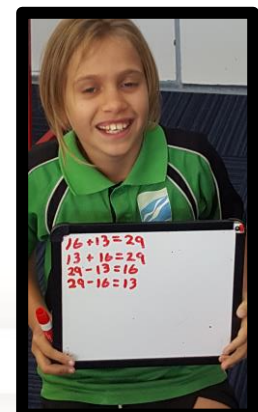 16 + 13 = 29
13 + 16 = 29
29 - 13 = 16
29 - 16 = 13